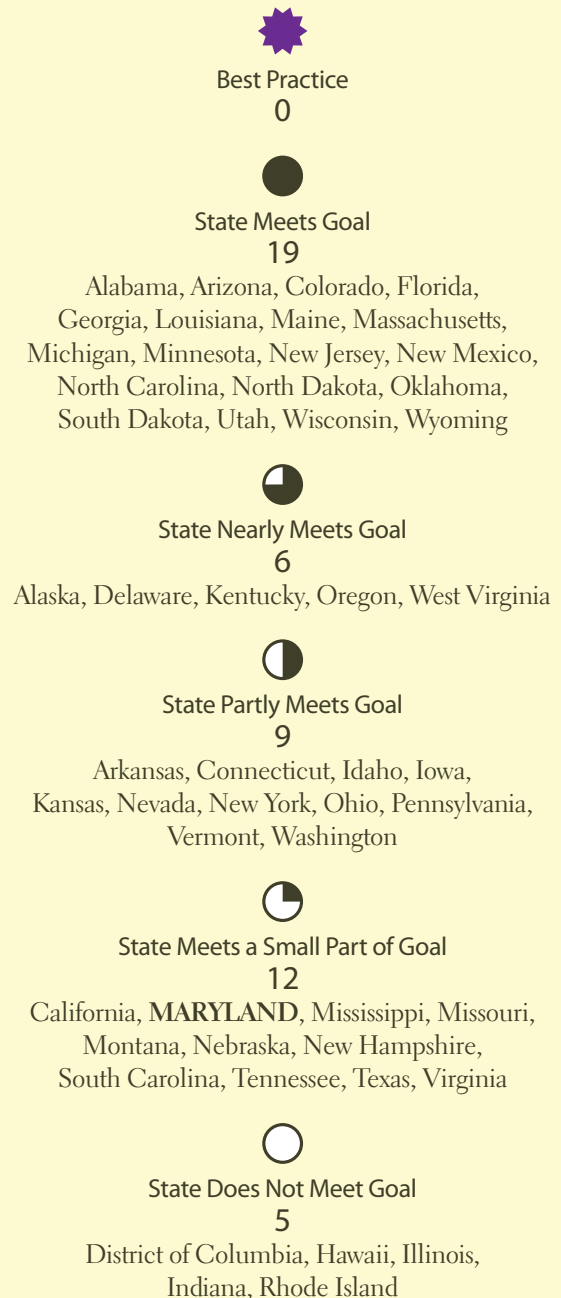 Best Practice
0
State Meets Goal
19
Alabama, Arizona, Colorado, Florida,
Georgia, Louisiana, Maine, Massachusetts,
Michigan, Minnesota, New Jersey, New Mexico,
North Carolina, North Dakota, Oklahoma,
South Dakota, Utah, Wisconsin, Wyoming
State Nearly Meets Goal
6
Alaska, Delaware, Kentucky, Oregon, West Virginia
State Partly Meets Goal
9
Arkansas, Connecticut, Idaho, Iowa,
Kansas, Nevada, New York, Ohio, Pennsylvania,
Vermont, Washington
State Meets a Small Part of Goal
12
California, MARYLAND, Mississippi, Missouri,
Montana, Nebraska, New Hampshire,
South Carolina, Tennessee, Texas, Virginia
State Does Not Meet Goal
5
District of Columbia, Hawaii, Illinois,
Indiana, Rhode Island